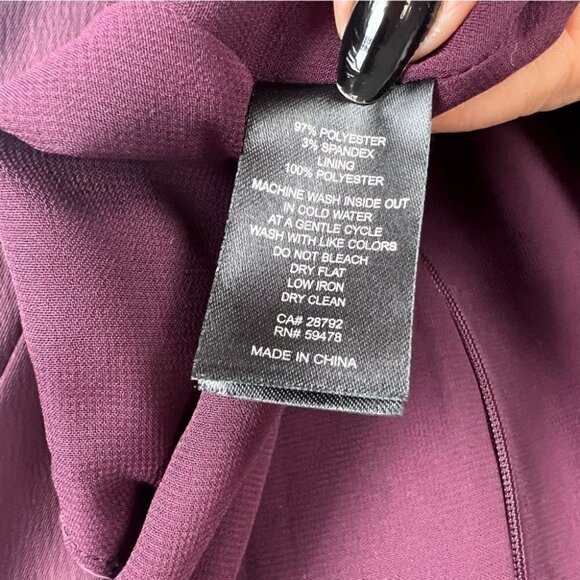 97% POLYESTER
3% SPANDEX
LINING
100% POLYESTER
MACHINE WASH INSIDE OUT
IN COLD WATER
AT A GENTLE CYCLE
WASH WITH LIKE COLORS
DO NOT BLEACH
DRY FLAT
LOW IRON
DRY CLEAN
CA# 28792
RN# 59478
MADE IN CHINA